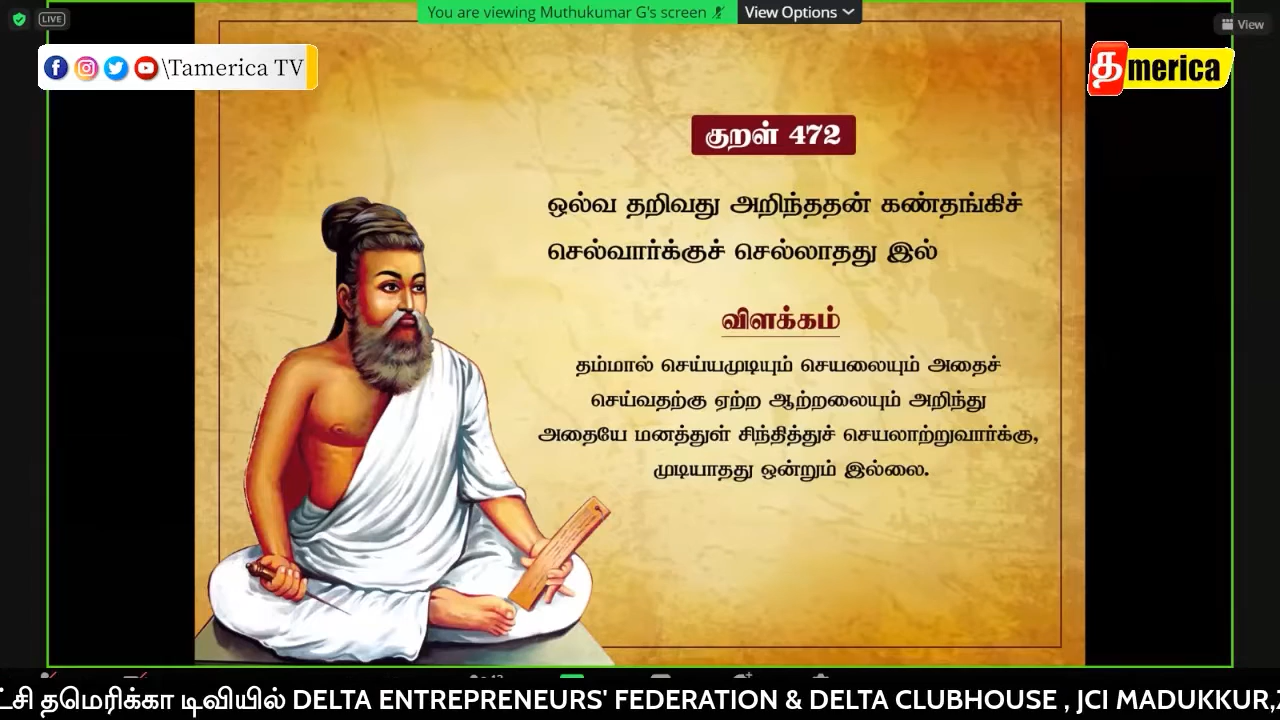 You are viewing Muthukumar G's screen
View Options
LIVE
View
\Tamerica TV
தmerica
குறள் 472
ஒல்வ தறிவது அறிந்ததன் கண்தங்கிச்
செல்வார்க்குச் செல்லாதது இல்
விளக்கம்
தம்மால் செய்யமுடியும் செயலையும் அதைச்
செய்வதற்கு ஏற்ற ஆற்றலையும் அறிந்து
அதையே மனத்துள் சிந்தித்துச் செயலாற்றுவார்க்கு,
முடியாதது ஒன்றும் இல்லை.
தமெரிக்கா டிவியில் DELTA ENTREPRENEURS' FEDERATION & DELTA CLUBHOUSE , JCI MADUKKUR,